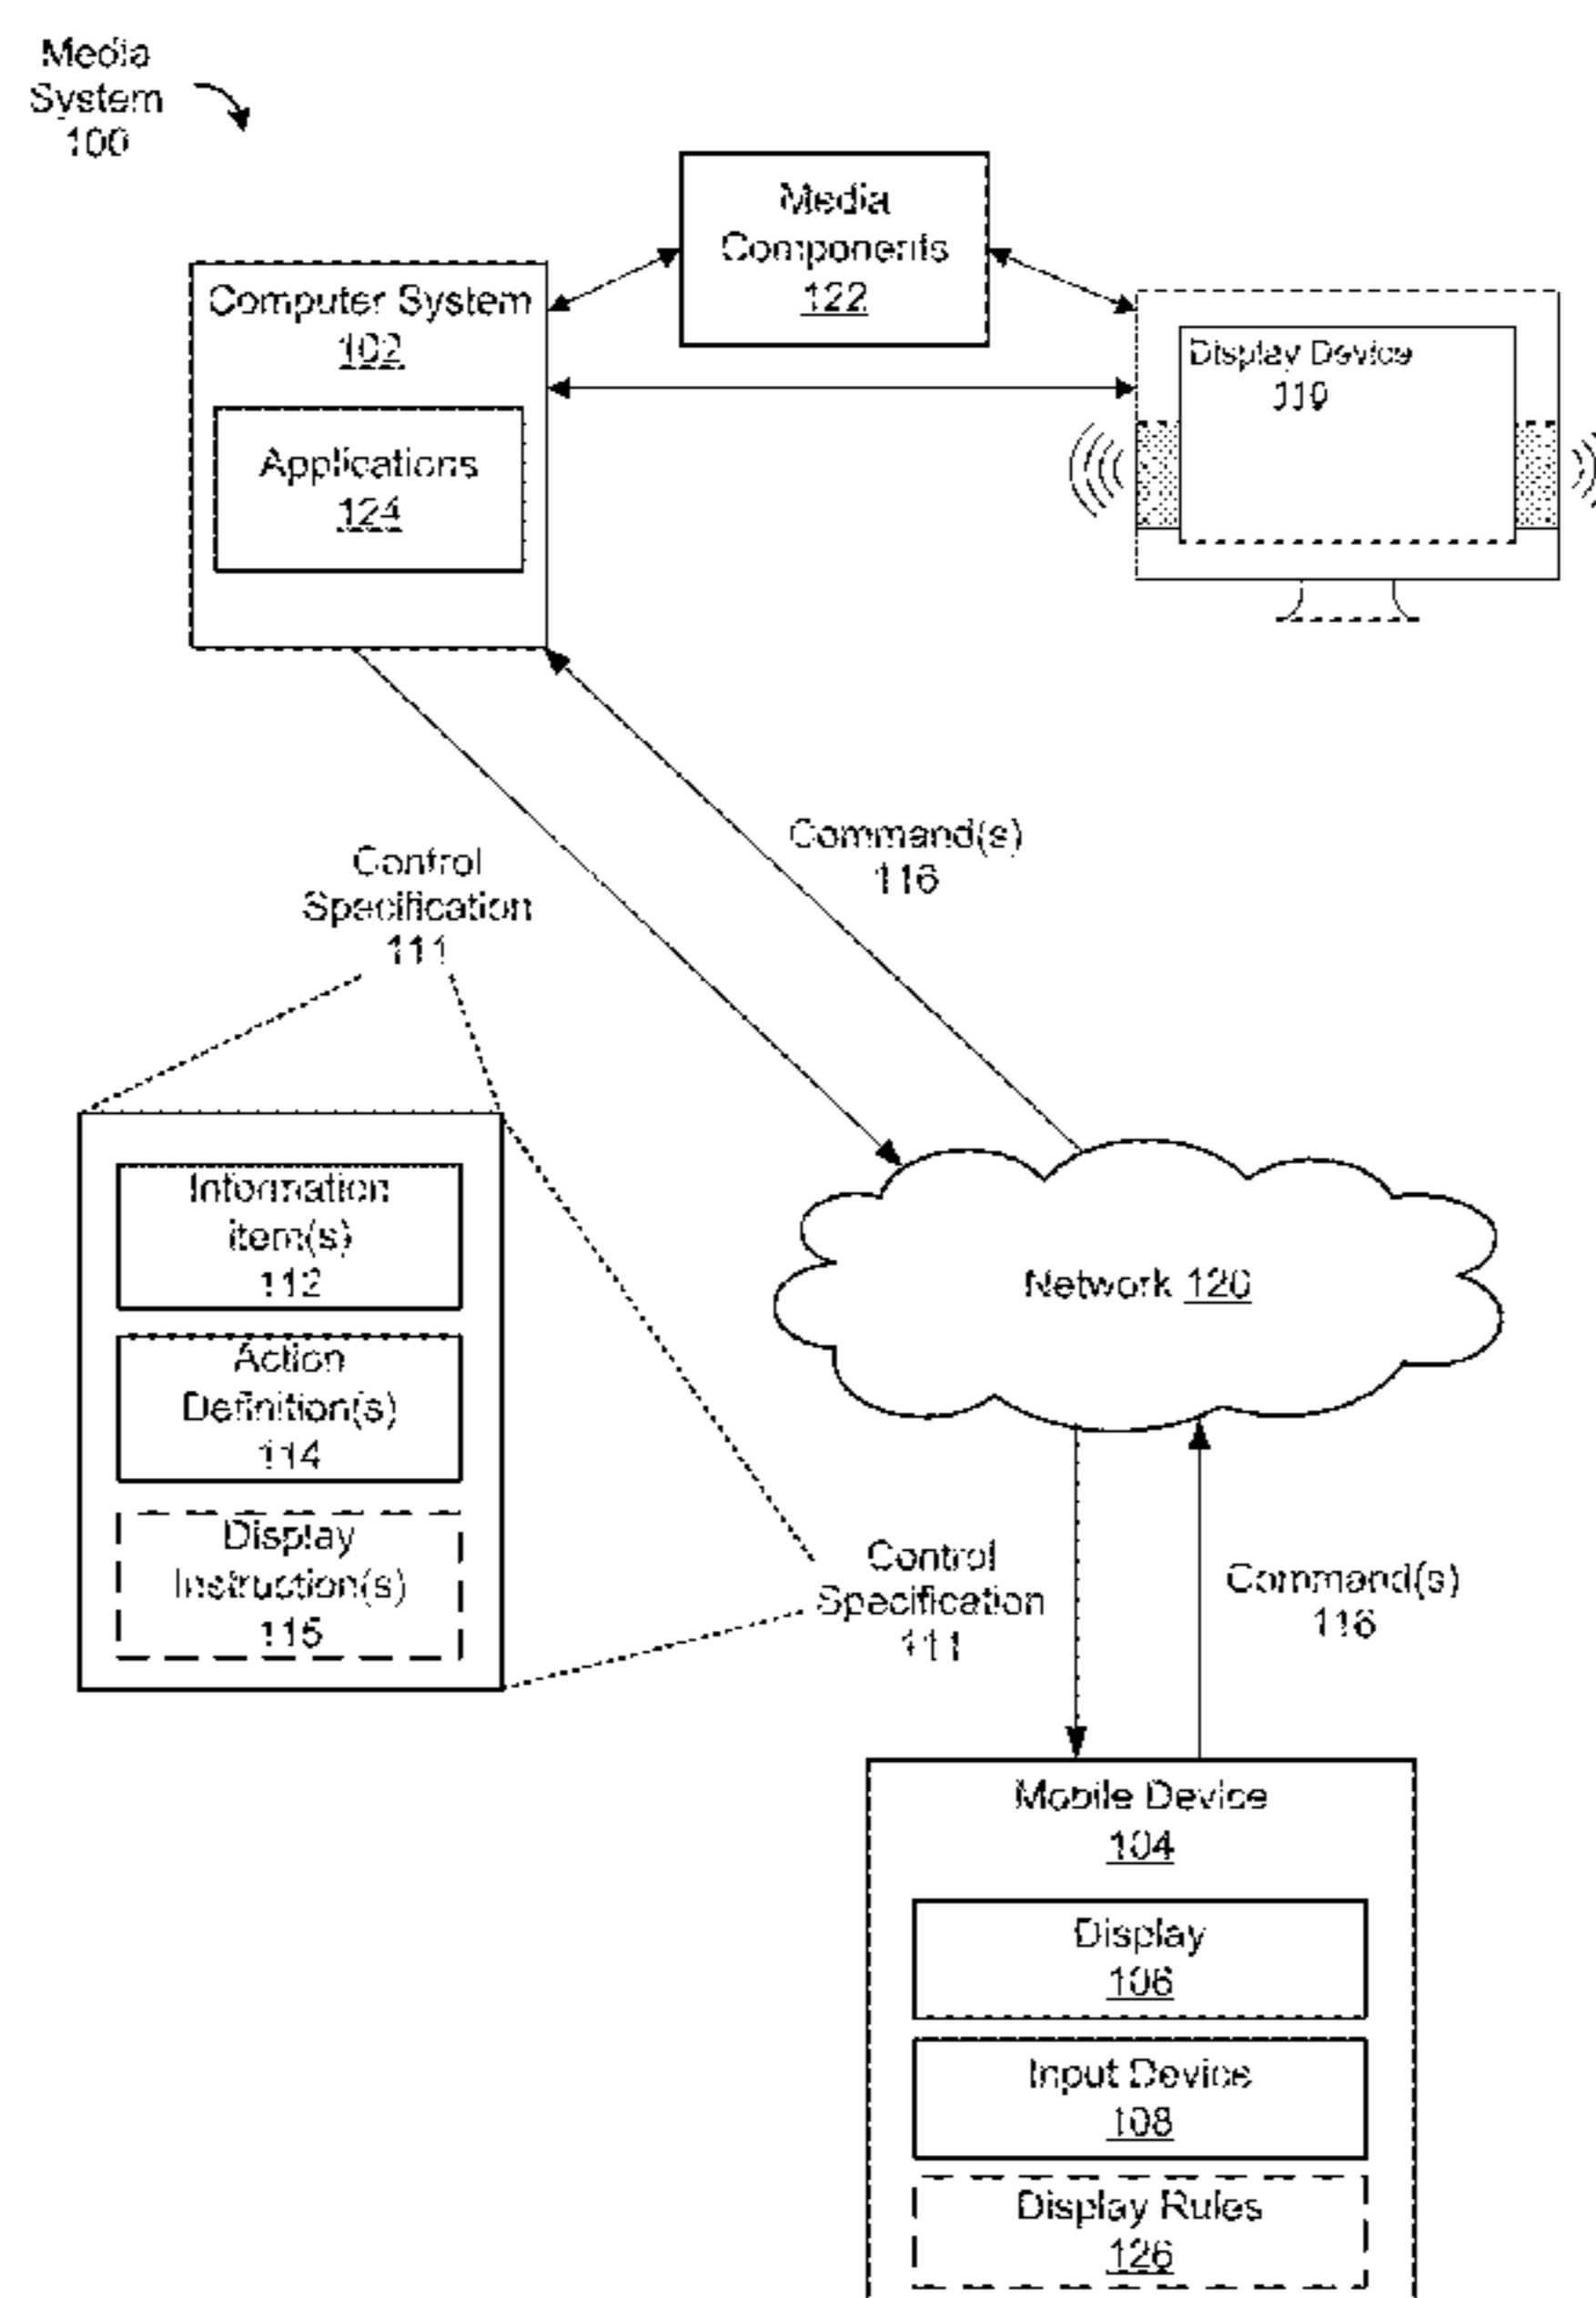 Media
System
100
Media
Components
122
Computer System
102
Applications
124
Display Device
110
Command(s)
116
Control
Specification
111
Information
item(s)
112
Action
Definition(s)
114
Display
Instruction(s)
115
Network 120
Control
Specification
111
Command(s)
116
Mobile Device
104
Display
106
Input Device
108
Display Rules
126